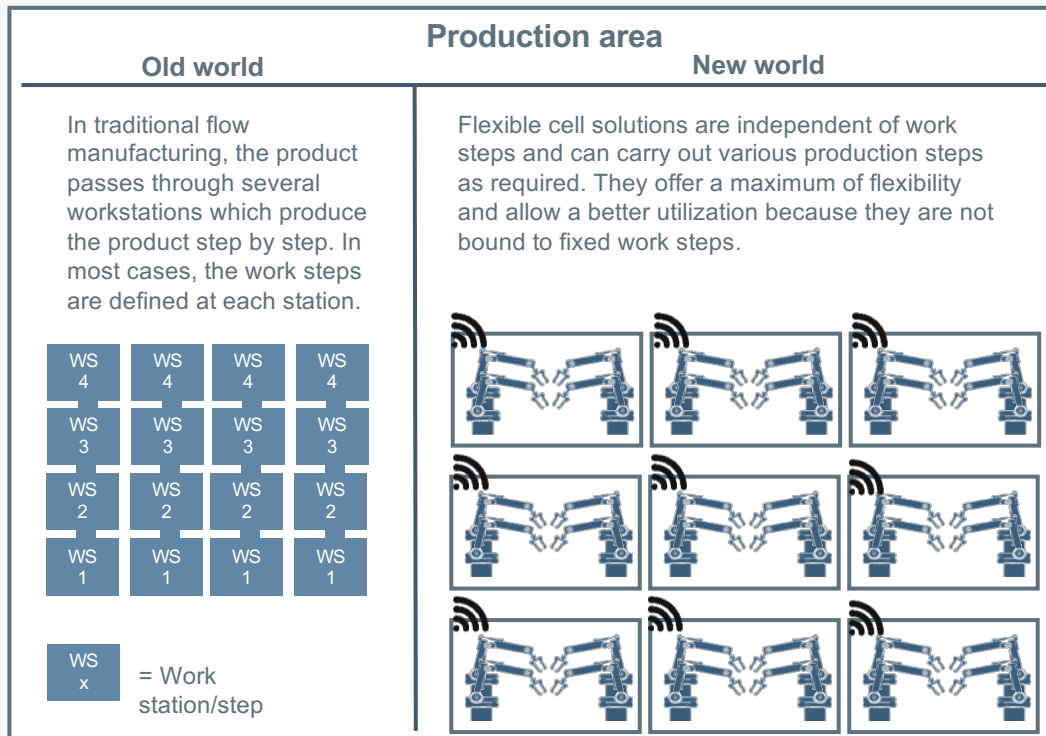 Production area
Old world
New world
In traditional flow
manufacturing, the product
passes through several
workstations which produce
the product step by step. In
most cases, the work steps
are defined at each station.
Flexible cell solutions are independent of work
steps and can carry out various production steps
as required. They offer a maximum of flexibility
and allow a better utilization because they are not
bound to fixed work steps.
WS WS WS WS
4 4 4 4
WS WS WS WS
3 3 3 3
WS WS WS WS
2 2 2 2
WS WS WS WS
1 1 1 1
WS
x
= Work
station/step